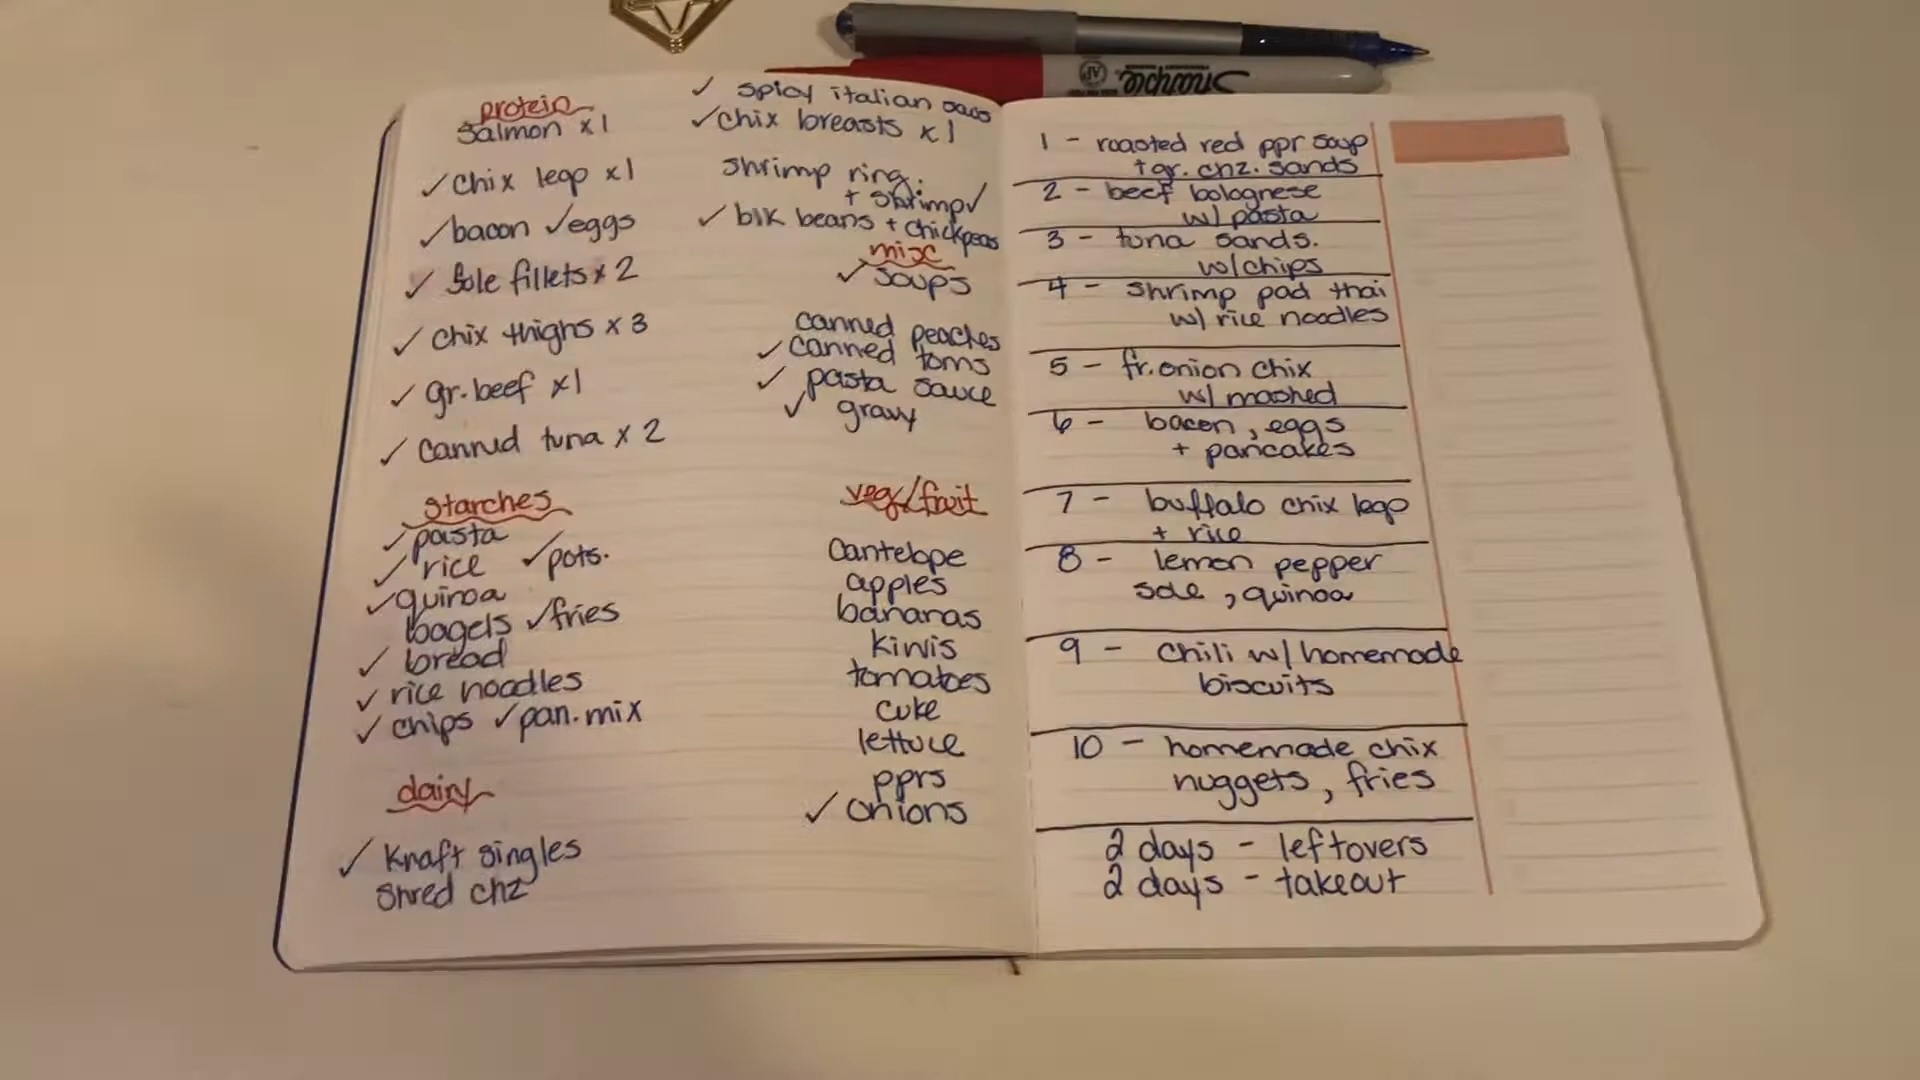 protein
salmon x1
✓ chix legs x1
✓ bacon ✓ eggs
✓ Sole fillets x 2
✓ chix thighs x 3
✓ gr. beef x1
✓ canned tuna x 2
starches
✓ pasta
✓ rice ✓ pots.
✓ quinoa
bagels ✓ fries
✓ bread
✓ rice noodles
✓ chips ✓ pan. mix
dairy
✓ Kraft singles
shred chz
✓ spicy italian saus
✓ chix breasts x1
shrimp ring
+ shrimp ✓
✓ blk beans + chickpeas
misc
✓ soups
canned peaches
✓ canned toms
✓ pasta sauce
✓ gravy
veg/fruit
Cantelope
apples
bananas
kiwis
tomatoes
cuke
lettuce
pprs
✓ onions
Sharpie
AP
1 - roasted red ppr soup
+ gr. chz. sands
2 - beef bolognese
w/ pasta
3 - tuna sands.
w/ chips
4 - shrimp pad thai
w/ rice noodles
5 - fr. onion chix
w/ mashed
6 - bacon, eggs
+ pancakes
7 - buffalo chix legs
+ rice
8 - lemon pepper
sole, quinoa
9 - chili w/ homemade
biscuits
10 - homemade chix
nuggets, fries
2 days - leftovers
2 days - takeout